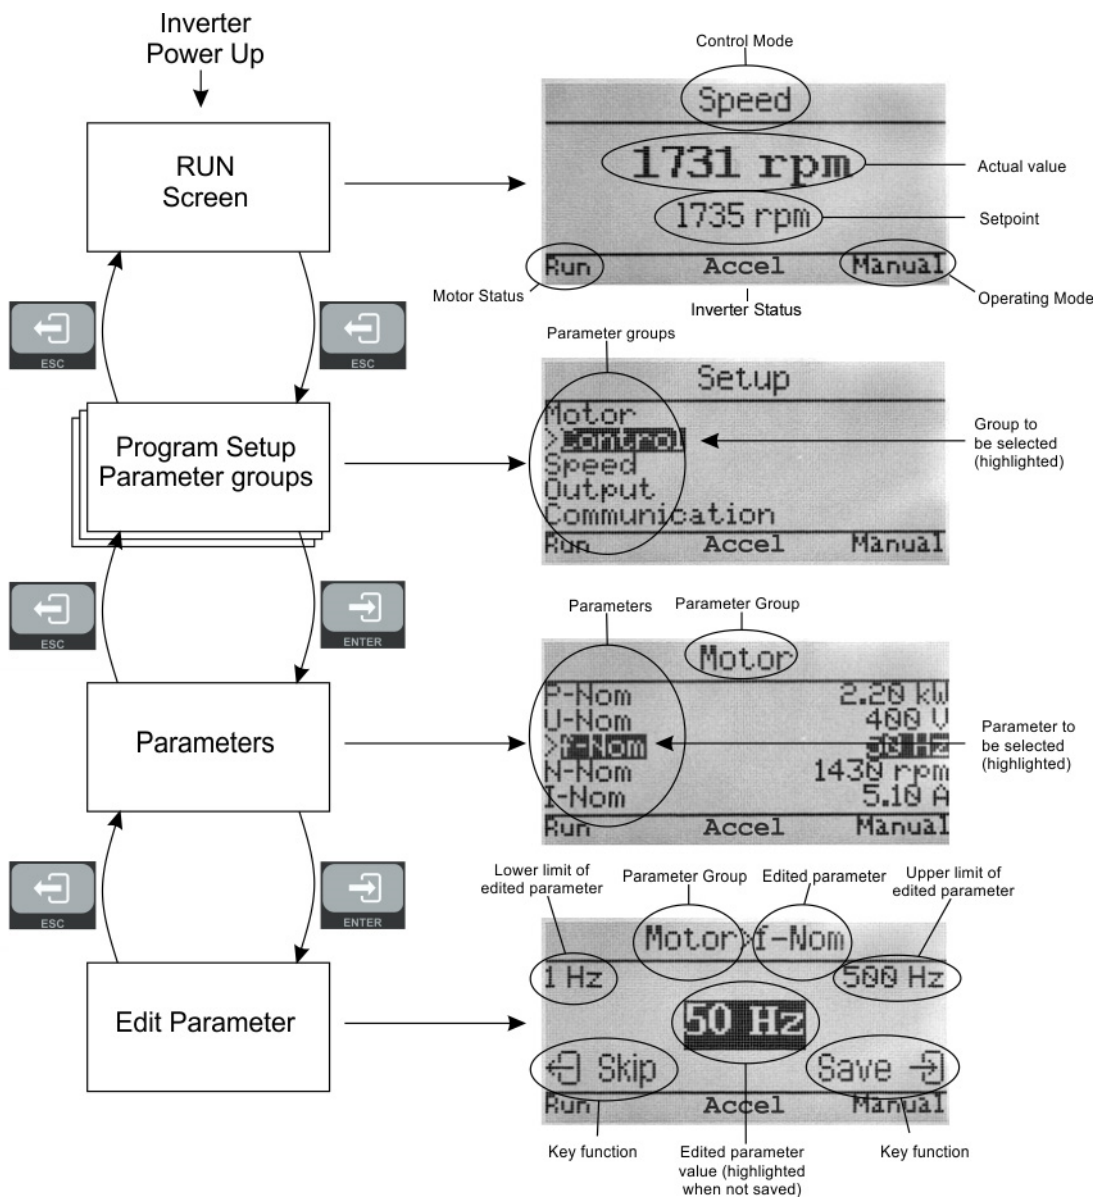 Inverter
Power Up
RUN
Screen
ESC
ESC
Program Setup
Parameter groups
ESC
ENTER
Parameters
ESC
ENTER
Edit Parameter
Control Mode
Speed
1731 rpm
Actual value
1735 rpm
Setpoint
Run
Accel
Manual
Motor Status
Inverter Status
Operating Mode
Parameter groups
Setup
Motor
>Control
Speed
Output
Communication
Run
Accel
Manual
Group to
be selected
(highlighted)
Parameters
Parameter Group
Motor
P-Nom 2.20 kW
U-Nom 400 V
>f-Nom 50 Hz
N-Nom 1430 rpm
I-Nom 5.10 A
Run
Accel
Manual
Parameter to
be selected
(highlighted)
Lower limit of
edited parameter
Parameter Group
Edited parameter
Upper limit of
edited parameter
Motor>f-Nom
1 Hz
500 Hz
50 Hz
Skip
Save
Run
Accel
Manual
Key function
Edited parameter
value (highlighted
when not saved)
Key function